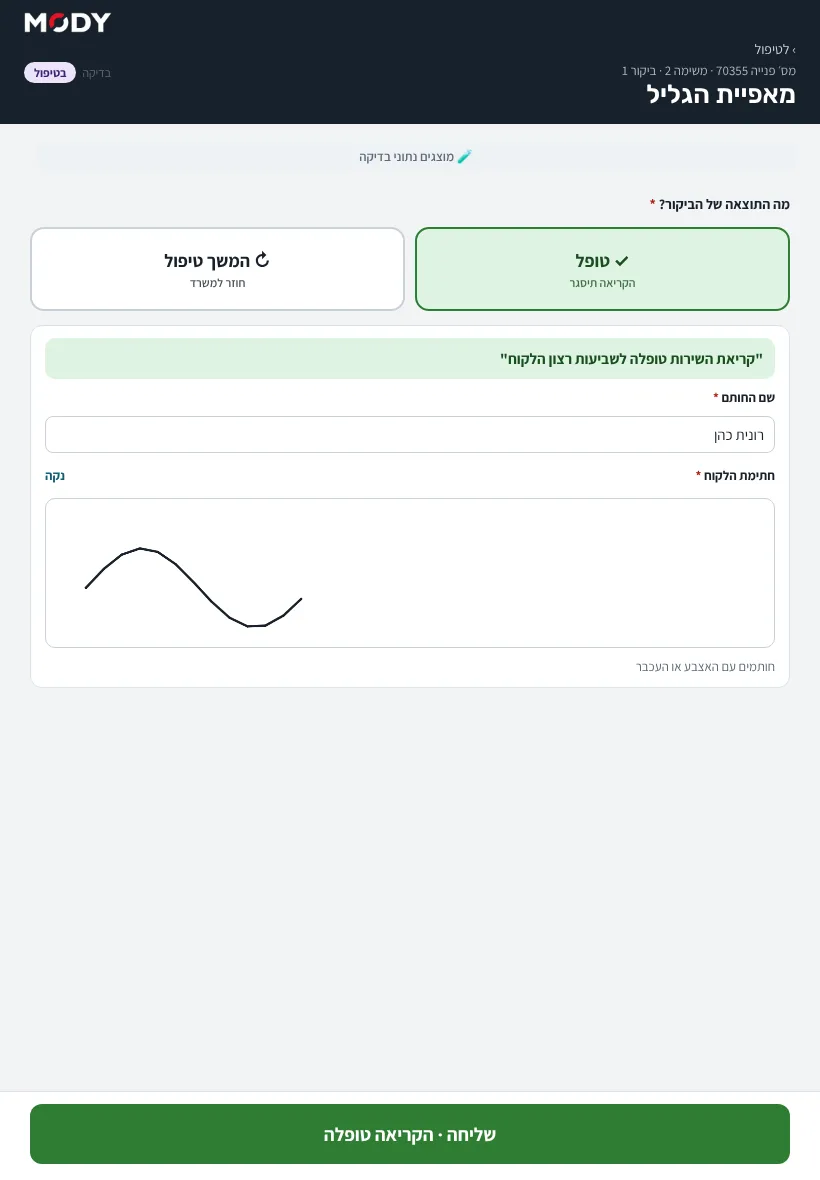 MODY
› לטיפול
מס׳ פנייה 70355 · משימה 2 · ביקור 1
בדיקה
בטיפול
מאפיית הגליל
🧪 מוצגים נתוני בדיקה
מה התוצאה של הביקור? *
✓ טופל
הקריאה תיסגר
↻ המשך טיפול
חוזר למשרד
"קריאת השירות טופלה לשביעות רצון הלקוח"
שם החותם *
רונית כהן
חתימת הלקוח *
נקה
חותמים עם האצבע או העכבר
שליחה · הקריאה טופלה